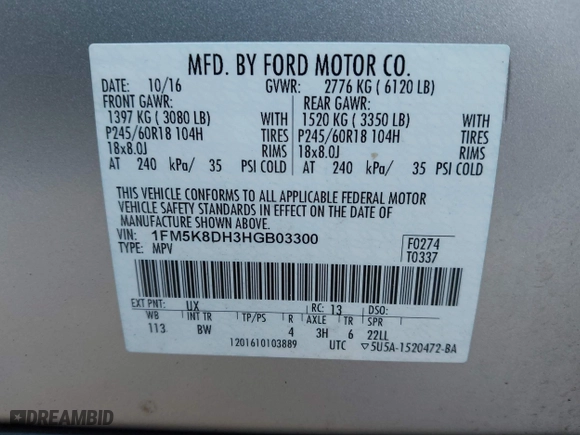 MFD. BY FORD MOTOR CO.
DATE: 10/16 GVWR: 2776 KG ( 6120 LB)
FRONT GAWR: REAR GAWR:
1397 KG ( 3080 LB) WITH 1520 KG ( 3350 LB) WITH
P245/60R18 104H TIRES P245/60R18 104H TIRES
18x8.0J RIMS 18x8.0J RIMS
AT 240 kPa/ 35 PSI COLD AT 240 kPa/ 35 PSI COLD
THIS VEHICLE CONFORMS TO ALL APPLICABLE FEDERAL MOTOR
VEHICLE SAFETY STANDARDS IN EFFECT ON THE DATE OF
MANUFACTURE SHOWN ABOVE.
VIN: 1FM5K8DH3HGB03300 F0274
TYPE: MPV T0337
EXT PNT: UX RC: 13
WB INT TR TP/PS R AXLE TR SPR
113 BW 4 3H 6 22LL
1201610103889 UTC ▽5U5A-1520472-BA
DREAMBID